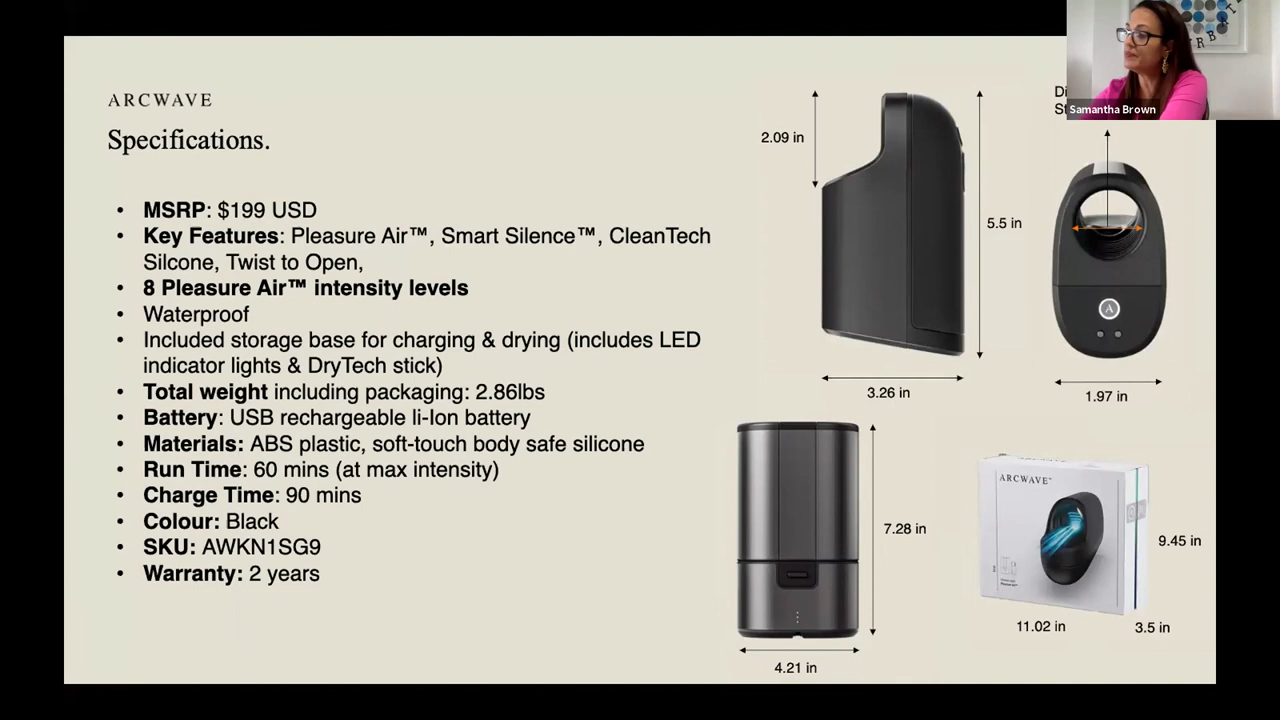 ARCWAVE
Specifications.
• MSRP: $199 USD
• Key Features: Pleasure Air™, Smart Silence™, CleanTech
Silcone, Twist to Open,
• 8 Pleasure Air™ intensity levels
• Waterproof
• Included storage base for charging & drying (includes LED
indicator lights & DryTech stick)
• Total weight including packaging: 2.86lbs
• Battery: USB rechargeable li-Ion battery
• Materials: ABS plastic, soft-touch body safe silicone
• Run Time: 60 mins (at max intensity)
• Charge Time: 90 mins
• Colour: Black
• SKU: AWKN1SG9
• Warranty: 2 years
2.09 in
5.5 in
3.26 in
Samantha Brown
A
1.97 in
7.28 in
4.21 in
ARCWAVE™
9.45 in
11.02 in
3.5 in